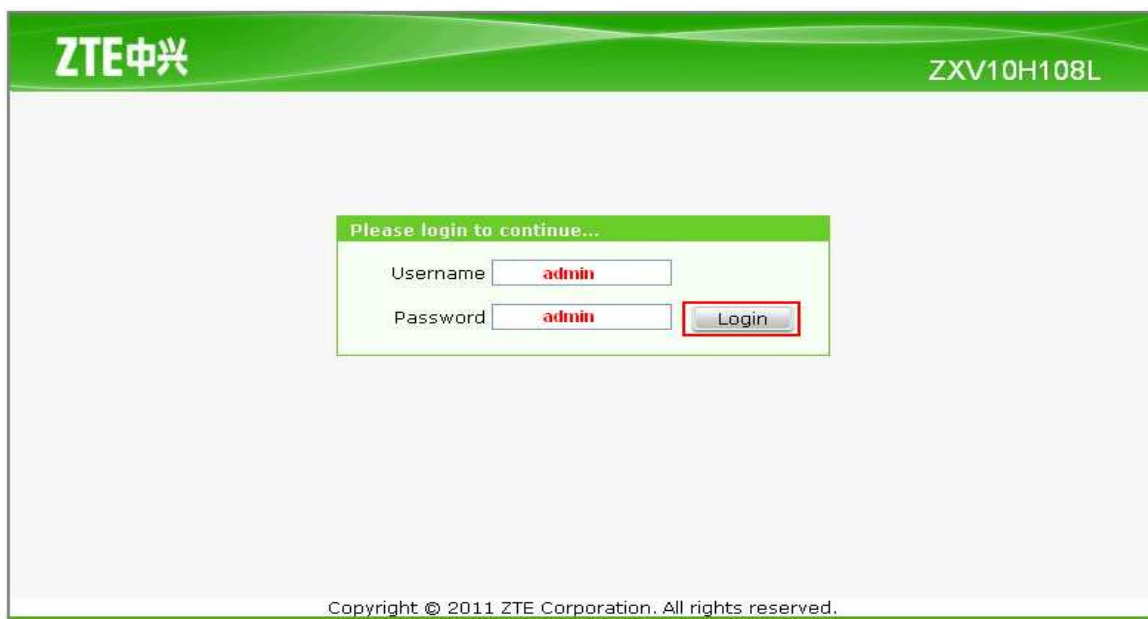 ZTE中兴
ZXV10H108L
Please login to continue...
Username admin
Password admin Login
Copyright © 2011 ZTE Corporation. All rights reserved.